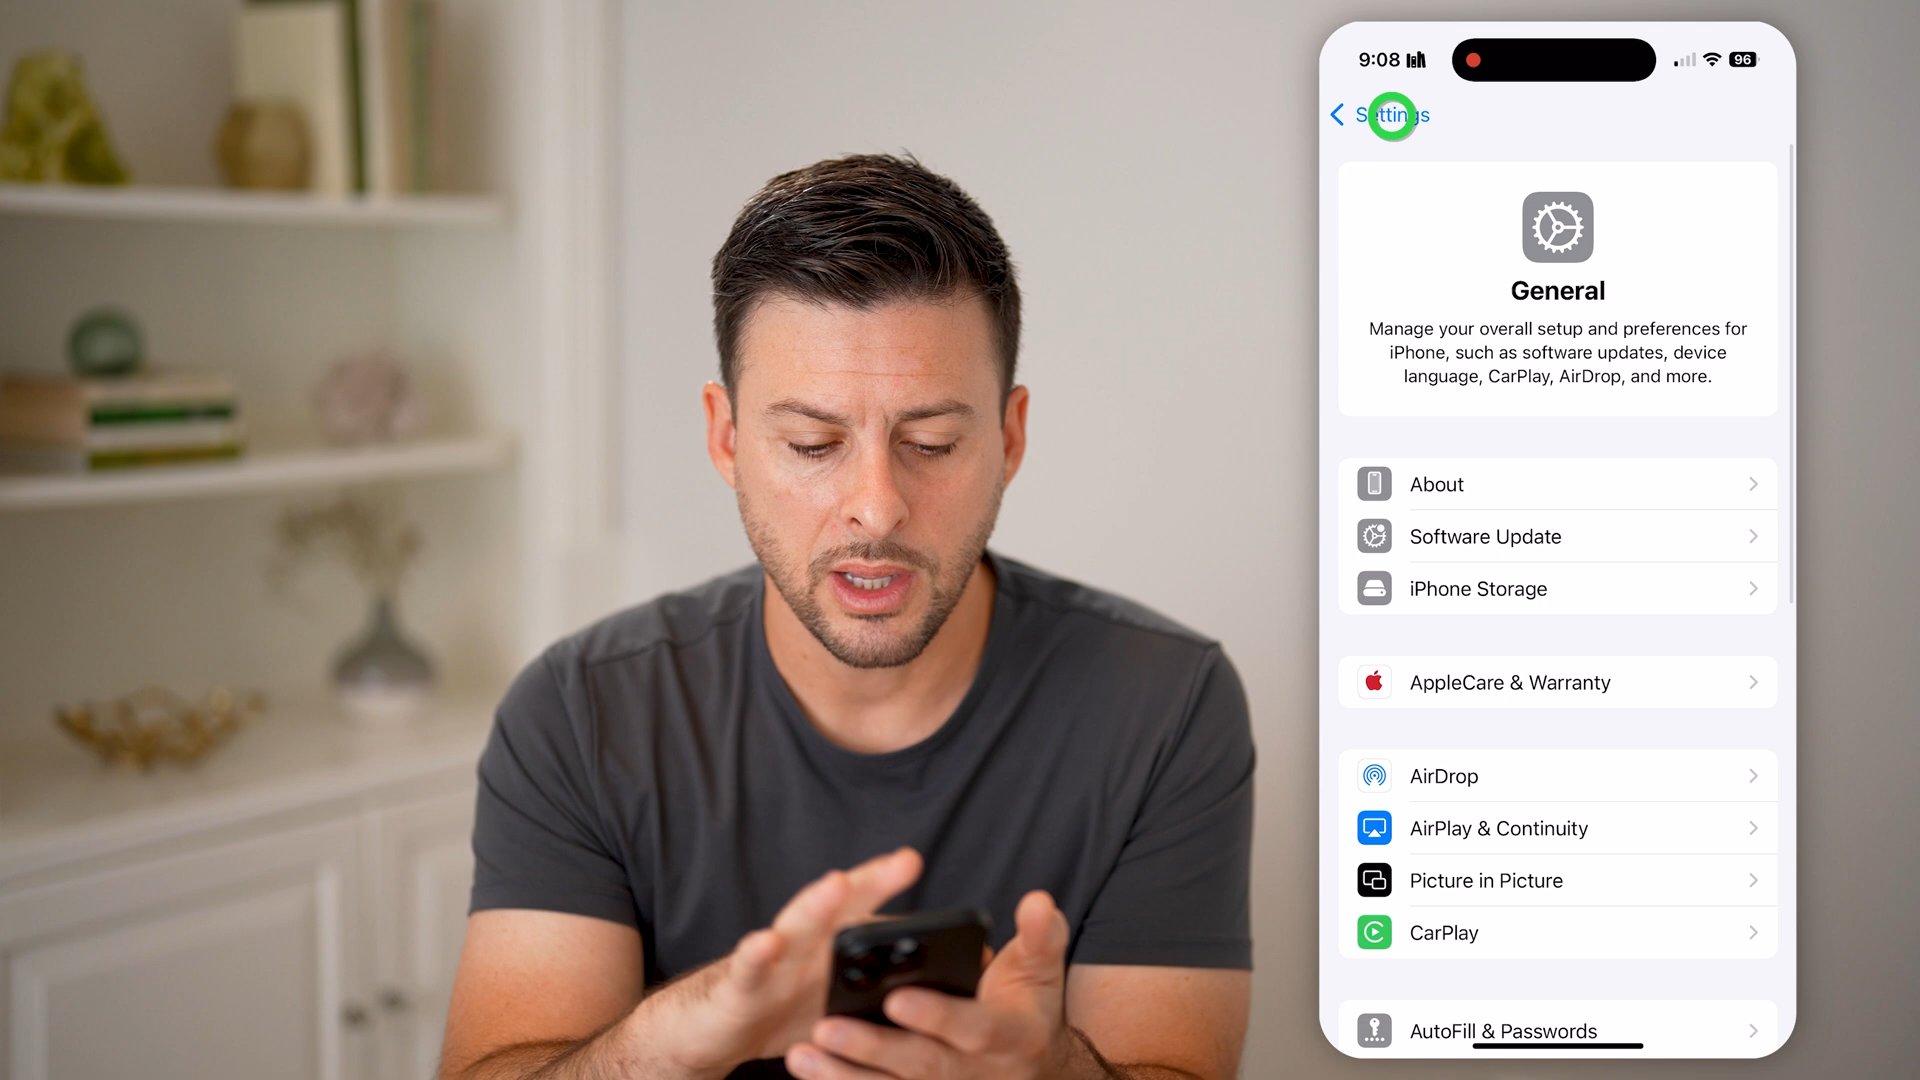 9:08
96
Settings
General
Manage your overall setup and preferences for
iPhone, such as software updates, device
language, CarPlay, AirDrop, and more.
About
Software Update
iPhone Storage
AppleCare & Warranty
AirDrop
AirPlay & Continuity
Picture in Picture
CarPlay
AutoFill & Passwords